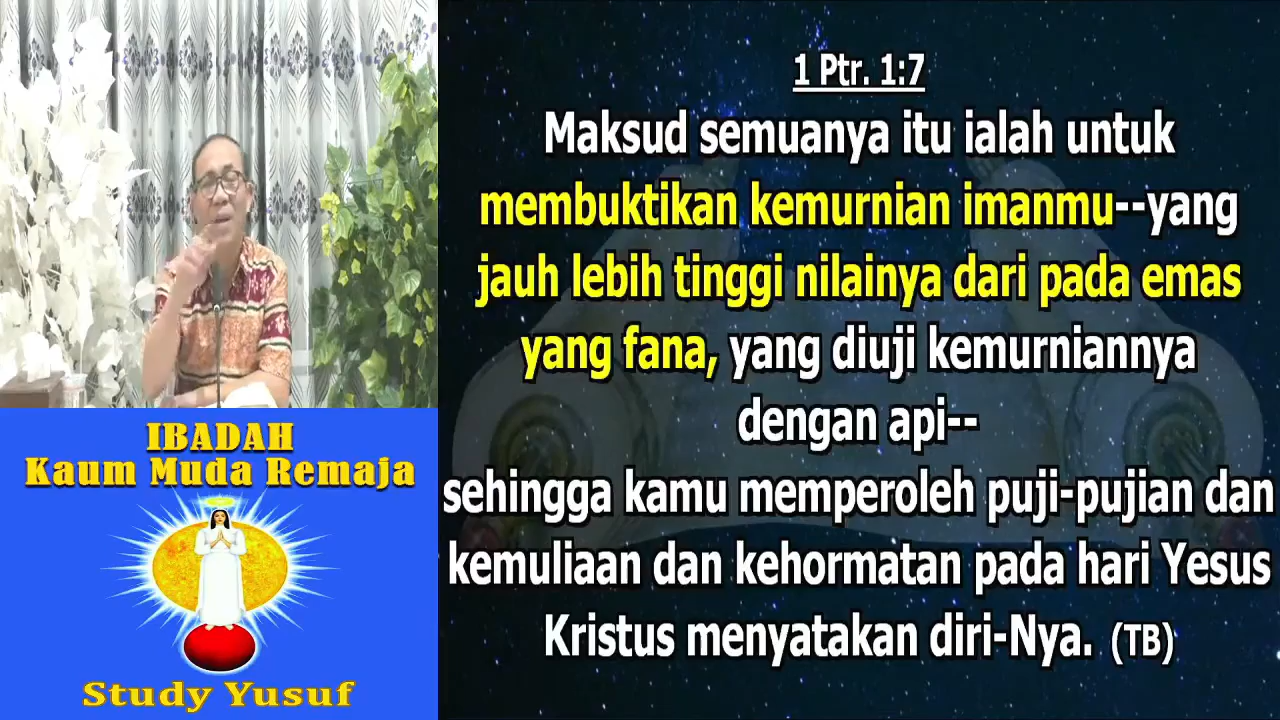 1 Ptr. 1:7
Maksud semuanya itu ialah untuk
membuktikan kemurnian imanmu--yang
jauh lebih tinggi nilainya dari pada emas
yang fana, yang diuji kemurniannya
dengan api--
sehingga kamu memperoleh puji-pujian dan
kemuliaan dan kehormatan pada hari Yesus
Kristus menyatakan diri-Nya. (TB)
IBADAH
Kaum Muda Remaja
Study Yusuf